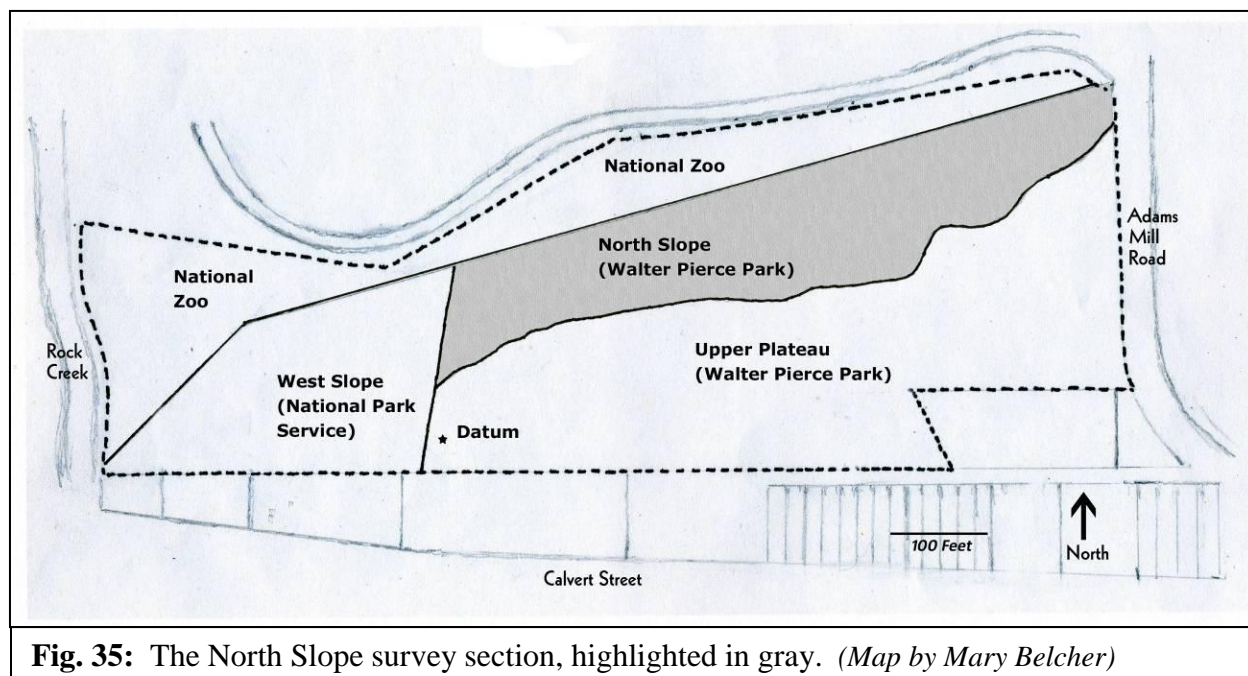 National Zoo
North Slope
(Walter Pierce Park)
Adams
Mill
Road
National
Zoo
Rock
Creek
Upper Plateau
(Walter Pierce Park)
West Slope
(National Park
Service)
Datum
100 Feet
North
Calvert Street
Fig. 35: The North Slope survey section, highlighted in gray. (Map by Mary Belcher)